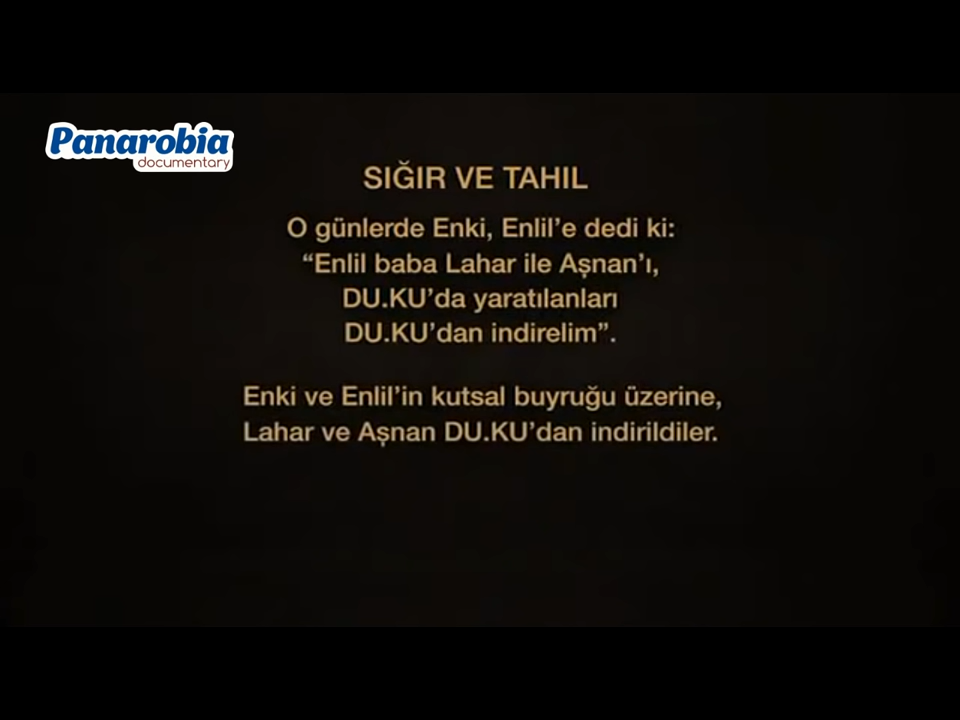 Panarobia
documentary
SIĞIR VE TAHIL
O günlerde Enki, Enlil’e dedi ki:
“Enlil baba Lahar ile Aşnan’ı,
DU.KU’da yaratılanları
DU.KU’dan indirelim”.
Enki ve Enlil’in kutsal buyruğu üzerine,
Lahar ve Aşnan DU.KU’dan indirildiler.